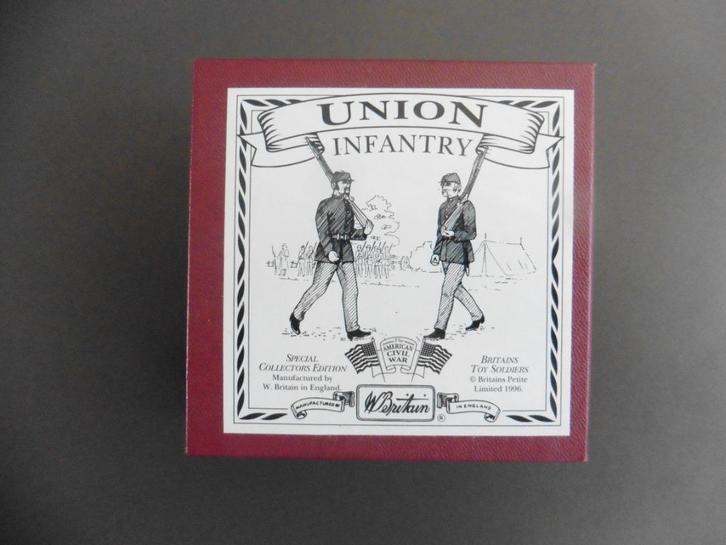 UNION
INFANTRY
AMERICAN
CIVIL
WAR
SPECIAL
COLLECTORS EDITION
Manufactured by
W. Britain in England.
BRITAINS
TOY SOLDIERS
© Britains Petite
Limited 1996.
MANUFACTURED
W. Britain
®
IN ENGLAND